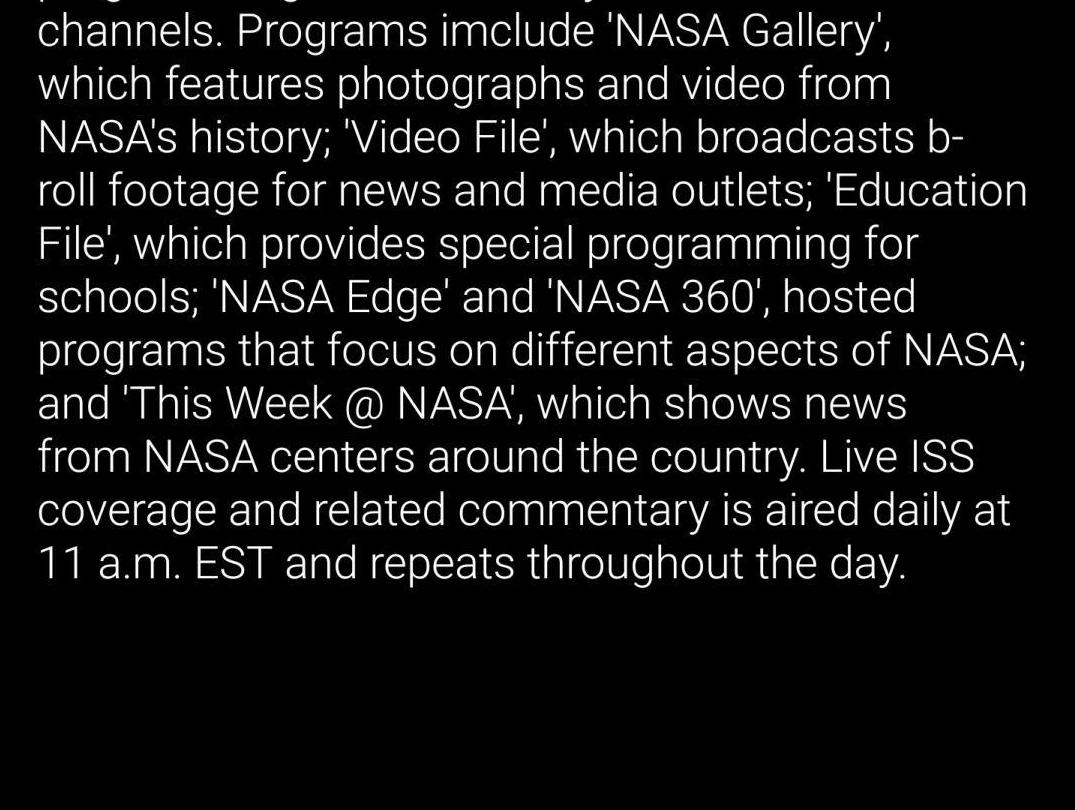 channels. Programs imclude 'NASA Gallery',
which features photographs and video from
NASA's history; 'Video File', which broadcasts b-
roll footage for news and media outlets; 'Education
File', which provides special programming for
schools; 'NASA Edge' and 'NASA 360', hosted
programs that focus on different aspects of NASA;
and 'This Week @ NASA', which shows news
from NASA centers around the country. Live ISS
coverage and related commentary is aired daily at
11 a.m. EST and repeats throughout the day.